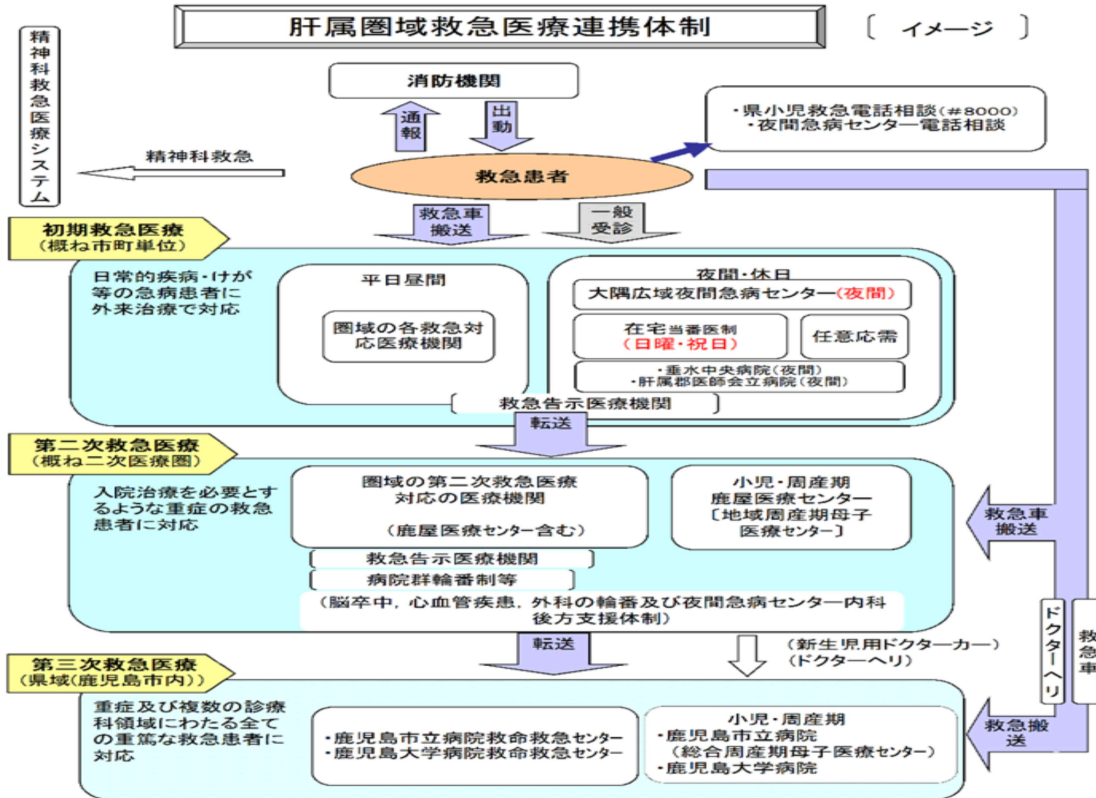 肝属圏域救急医療連携体制
〔 イメージ 〕
精神科救急医療システム
消防機関
通報
出動
・県小児救急電話相談(#8000)
・夜間急病センター電話相談
精神科救急
救急患者
救急車
搬送
一般
受診
初期救急医療
(概ね市町単位)
日常的疾病・けが
等の急病患者に
外来治療で対応
平日昼間
圏域の各救急対
応医療機関
夜間・休日
大隅広域夜間急病センター(夜間)
在宅当番医制
(日曜・祝日)
任意応需
・垂水中央病院(夜間)
・肝属郡医師会立病院(夜間)
〔 救急告示医療機関 〕
転送
第二次救急医療
(概ね二次医療圏)
入院治療を必要とす
るような重症の救急
患者に対応
圏域の第二次救急医療
対応の医療機関
(鹿屋医療センター含む)
小児・周産期
鹿屋医療センター
〔地域周産期母子
医療センター〕
救急告示医療機関
病院群輪番制等
(脳卒中，心血管疾患，外科の輪番及び夜間急病センター内科
後方支援体制)
救急車
搬送
転送
(新生児用ドクターカー)
(ドクターヘリ)
ドクターヘリ
救急車
第三次救急医療
(県域(鹿児島市内))
重症及び複数の診療
科領域にわたる全て
の重篤な救急患者に
対応
・鹿児島市立病院救命救急センター
・鹿児島大学病院救命救急センター
小児・周産期
・鹿児島市立病院
(総合周産期母子医療センター)
・鹿児島大学病院
救急搬
送